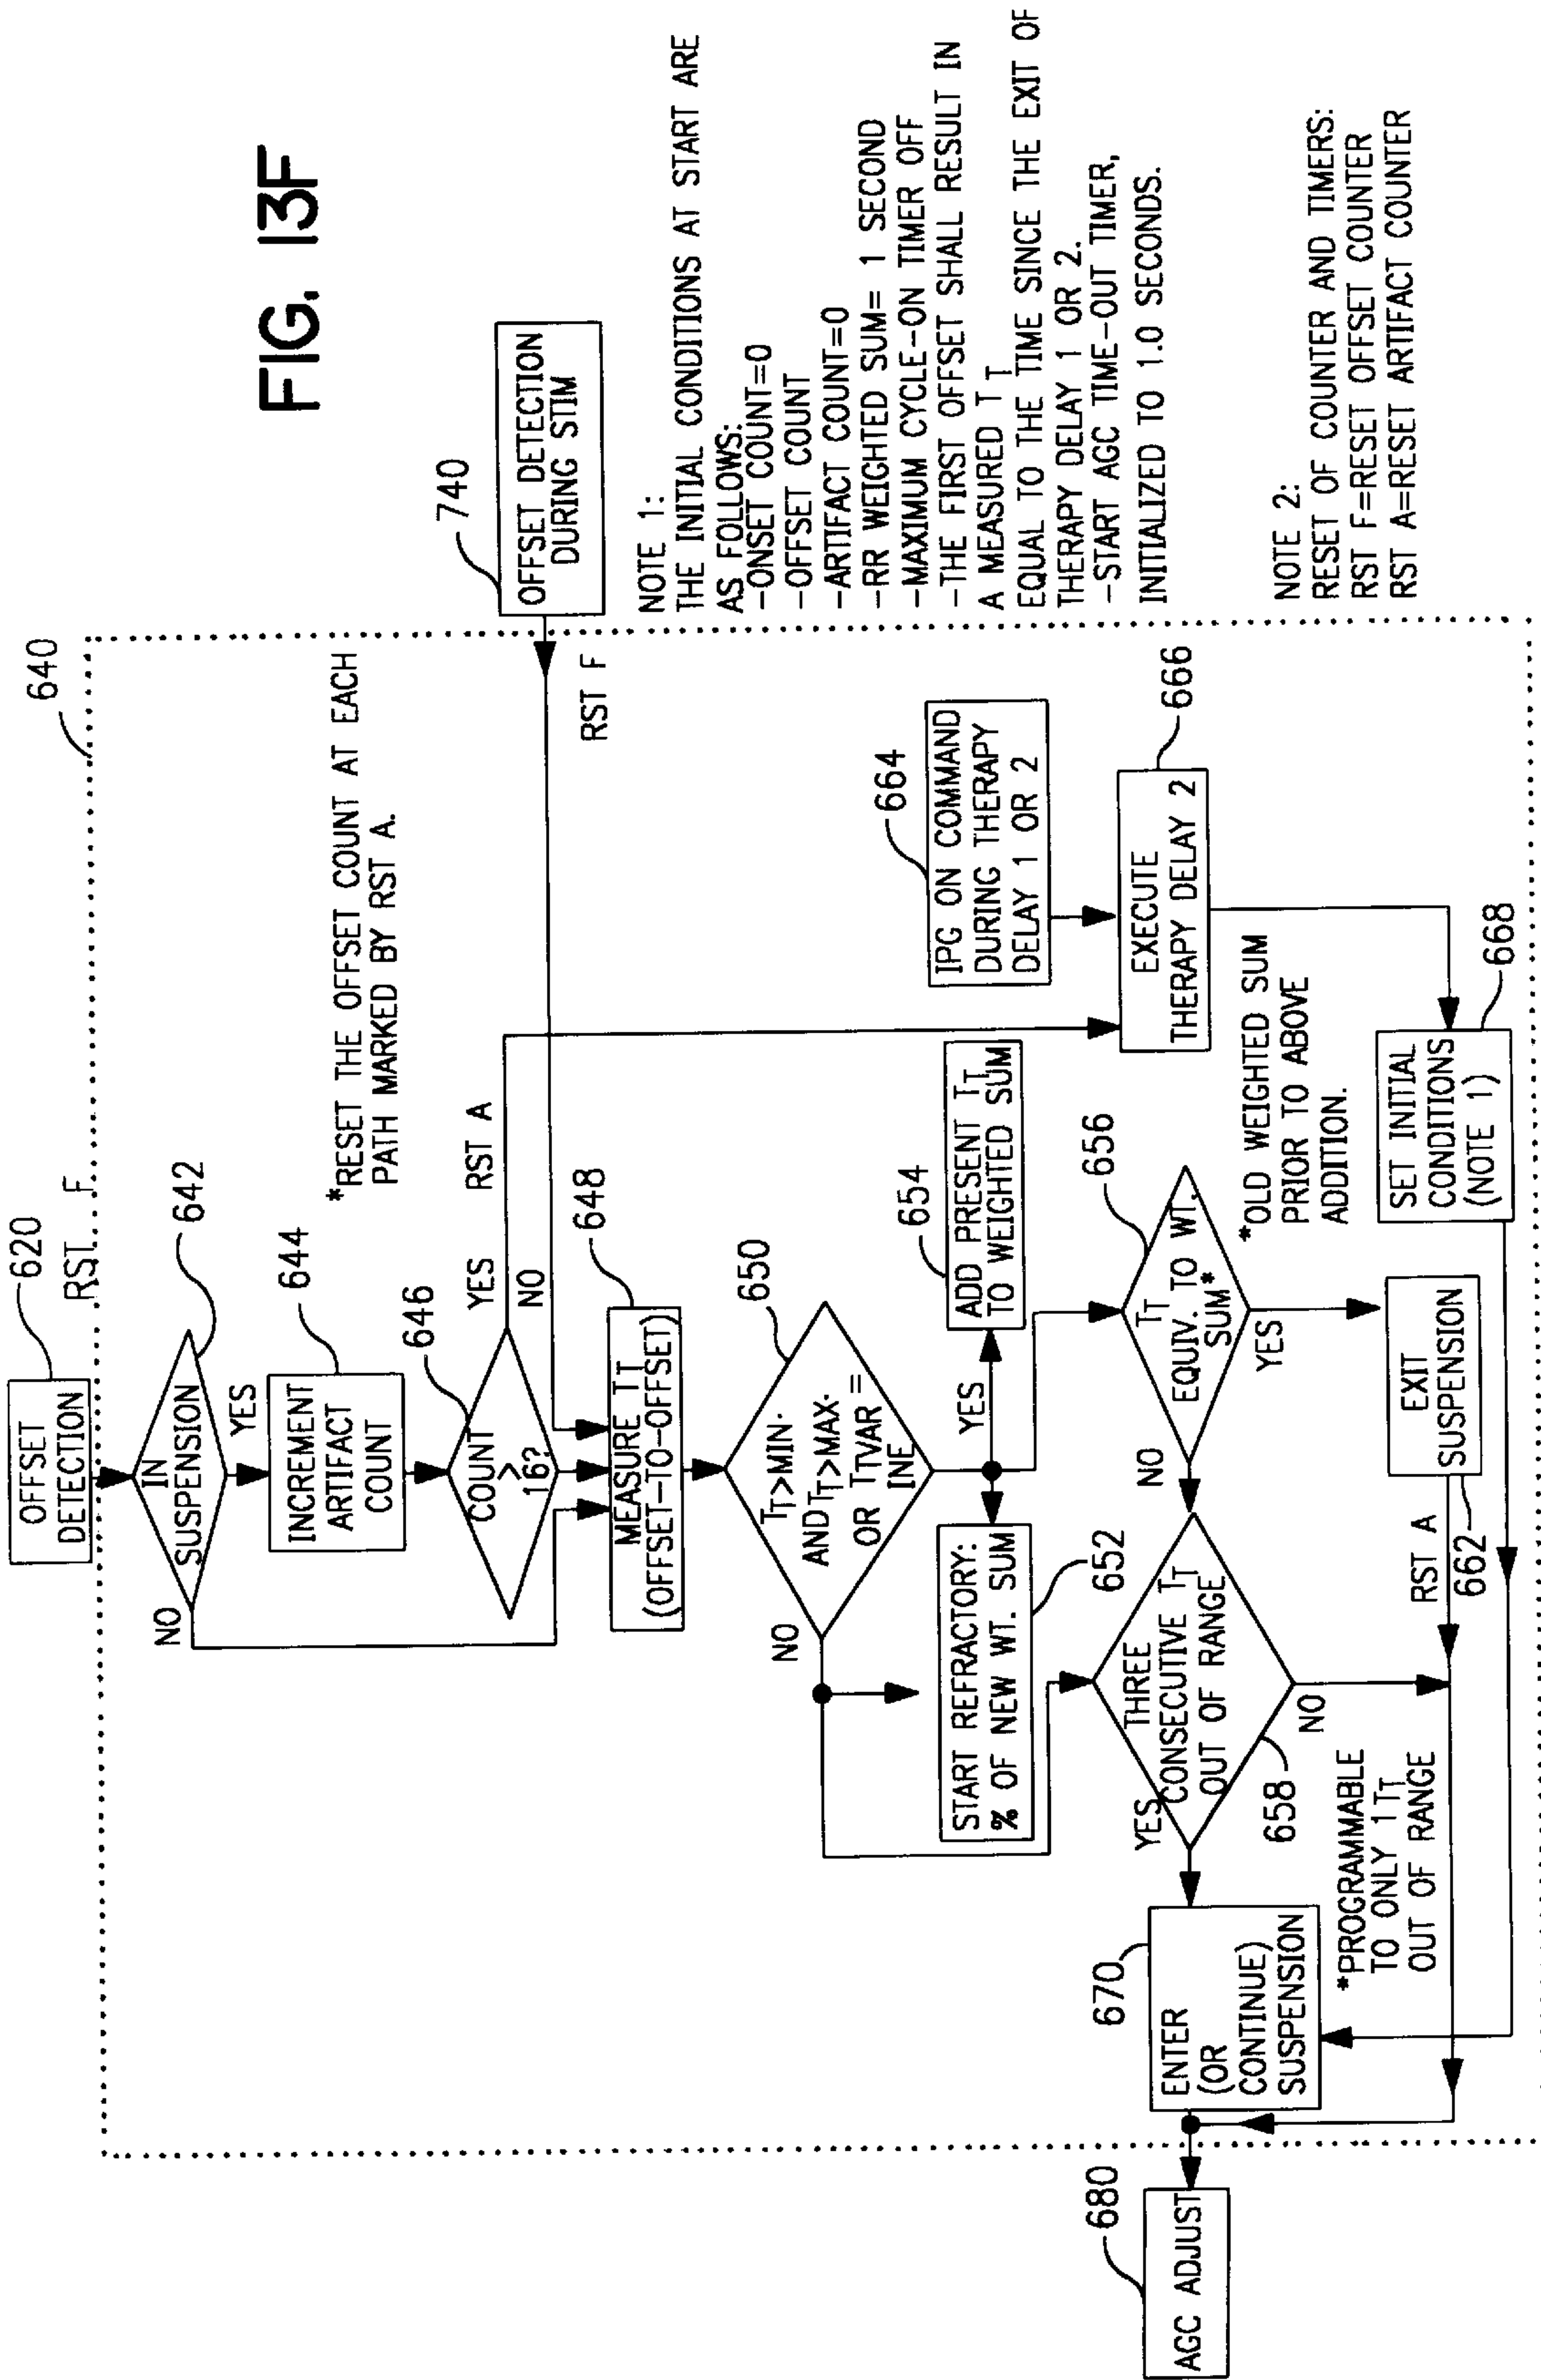 FIG. 13F
620
OFFSET
DETECTION
RST F
640
642
IN
SUSPENSION
NO
YES
644
INCREMENT
ARTIFACT
COUNT
*RESET THE OFFSET COUNT AT EACH
PATH MARKED BY RST A.
646
COUNT
>
16?
YES
RST A
NO
740
OFFSET DETECTION
DURING STIM
RST F
648
MEASURE TT
(OFFSET-TO-OFFSET)
650
TT>MIN.
AND TT>MAX.
OR TTVAR =
INE
NO
YES
654
ADD PRESENT TT
TO WEIGHTED SUM
START REFRACTORY:
% OF NEW WT. SUM
652
656
TT
EQUIV. TO WT.
SUM*
NO
YES
*OLD WEIGHTED SUM
PRIOR TO ABOVE
ADDITION.
664
IPG ON COMMAND
DURING THERAPY
DELAY 1 OR 2
666
EXECUTE
THERAPY DELAY 2
668
SET INITIAL
CONDITIONS
(NOTE 1)
THREE
CONSECUTIVE TT
OUT OF RANGE
YES
NO
658
EXIT
SUSPENSION
RST A
662
670
ENTER
(OR
CONTINUE)
SUSPENSION
*PROGRAMMABLE
TO ONLY 1 TT
OUT OF RANGE
680
AGC ADJUST
NOTE 1:
THE INITIAL CONDITIONS AT START ARE
AS FOLLOWS:
-ONSET COUNT=0
-OFFSET COUNT
-ARTIFACT COUNT=0
-RR WEIGHTED SUM= 1 SECOND
-MAXIMUM CYCLE-ON TIMER OFF
-THE FIRST OFFSET SHALL RESULT IN
A MEASURED T T
EQUAL TO THE TIME SINCE THE EXIT OF
THERAPY DELAY 1 OR 2.
-START AGC TIME-OUT TIMER,
INITIALIZED TO 1.0 SECONDS.
NOTE 2:
RESET OF COUNTER AND TIMERS:
RST F=RESET OFFSET COUNTER
RST A=RESET ARTIFACT COUNTER